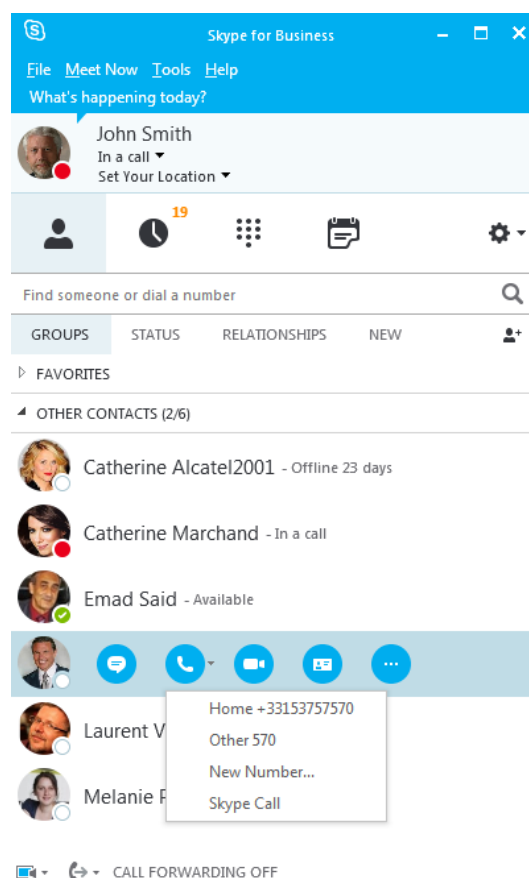 Skype for Business
File Meet Now Tools Help
What's happening today?
John Smith
In a call
Set Your Location
19
Find someone or dial a number
GROUPS STATUS RELATIONSHIPS NEW
FAVORITES
OTHER CONTACTS (2/6)
Catherine Alcatel2001 - Offline 23 days
Catherine Marchand - In a call
Emad Said - Available
Home +33153757570
Laurent V
Other 570
New Number...
Melanie
Skype Call
CALL FORWARDING OFF